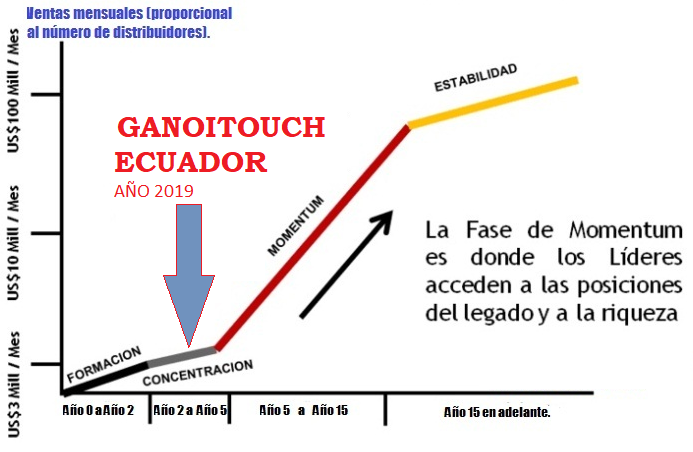 Ventas mensuales (proporcional
al número de distribuidores).
US$100 Mill / Mes
US$10 Mill / Mes
US$3 Mill / Mes
GANOITOUCH
ECUADOR
AÑO 2019
ESTABILIDAD
MOMENTUM
FORMACION
CONCENTRACION
La Fase de Momentum
es donde los Líderes
acceden a las posiciones
del legado y a la riqueza
Año 0 a Año 2
Año 2 a Año 5
Año 5 a Año 15
Año 15 en adelante.